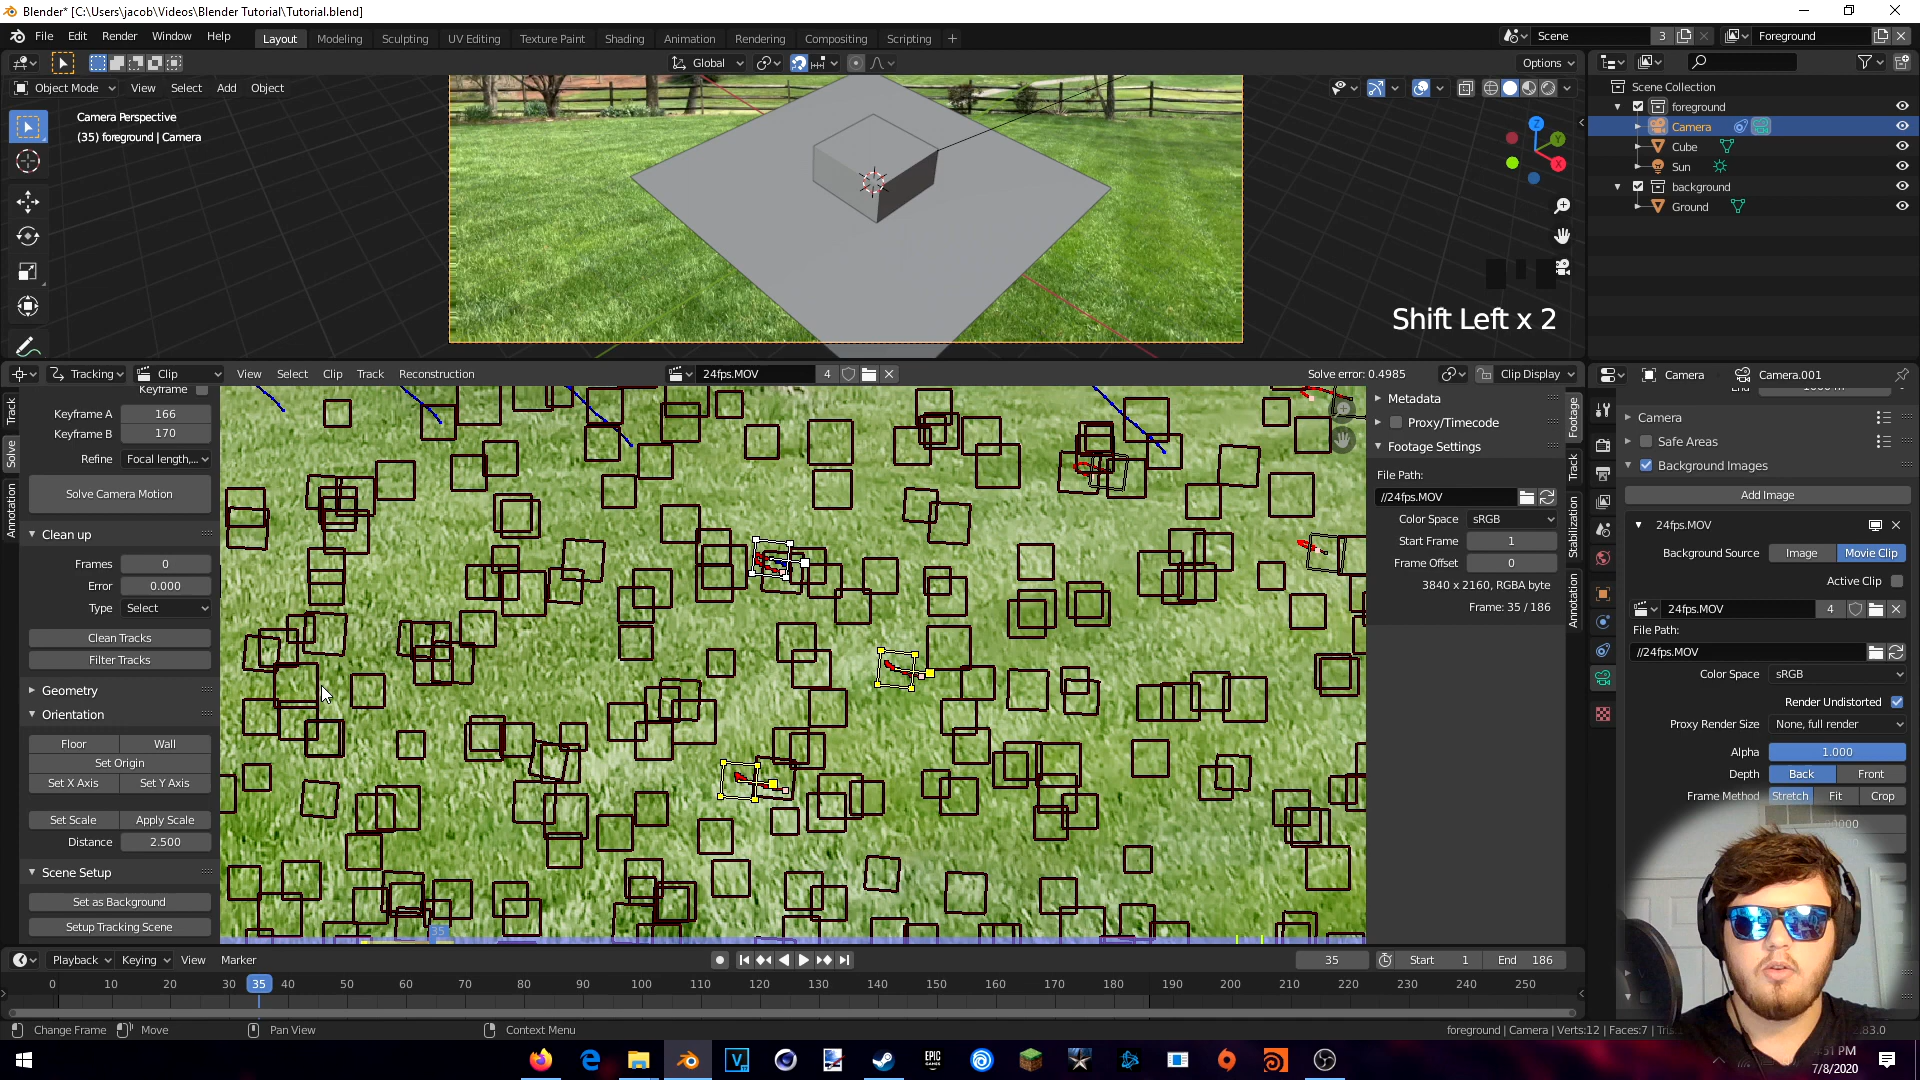 Blender* [C:\Users\jacob\Videos\Blender Tutorial\Tutorial.blend]
File Edit Render Window Help Layout Modeling Sculpting UV Editing Texture Paint Shading Animation Rendering Compositing Scripting + Scene 3 Foreground
Global Options
Object Mode View Select Add Object
Camera Perspective
(35) foreground | Camera
Z Y X
Shift Left x 2
Scene Collection
foreground
Camera
Cube
Sun
background
Ground
Tracking Clip View Select Clip Track Reconstruction 24fps.MOV 4 Solve error: 0.4985 Clip Display
Camera Camera.001
Track
Solve
Annotation
Keyframe
Keyframe A 166
Keyframe B 170
Refine Focal length,...
Solve Camera Motion
Clean up
Frames 0
Error 0.000
Type Select
Clean Tracks
Filter Tracks
Geometry
Orientation
Floor Wall
Set Origin
Set X Axis Set Y Axis
Set Scale Apply Scale
Distance 2.500
Scene Setup
Set as Background
Setup Tracking Scene
35
Metadata
Proxy/Timecode
Footage Settings
File Path:
//24fps.MOV
Color Space sRGB
Start Frame 1
Frame Offset 0
3840 x 2160, RGBA byte
Frame: 35 / 186
Footage
Track
Stabilization
Annotation
Camera
Safe Areas
Background Images
Add Image
24fps.MOV
Background Source Image Movie Clip
Active Clip
24fps.MOV 4
File Path:
//24fps.MOV
Color Space sRGB
Render Undistorted
Proxy Render Size None, full render
Alpha 1.000
Depth Back Front
Frame Method Stretch Fit Crop
Playback Keying View Marker 35 Start 1 End 186
0 10 20 30 35 40 50 60 70 80 90 100 110 120 130 140 150 160 170 180 190 200 210 220 230 240 250
Change Frame Move Pan View Context Menu foreground | Camera | Verts:12 | Faces:7 |
EPIC GAMES
PM
7/8/2020